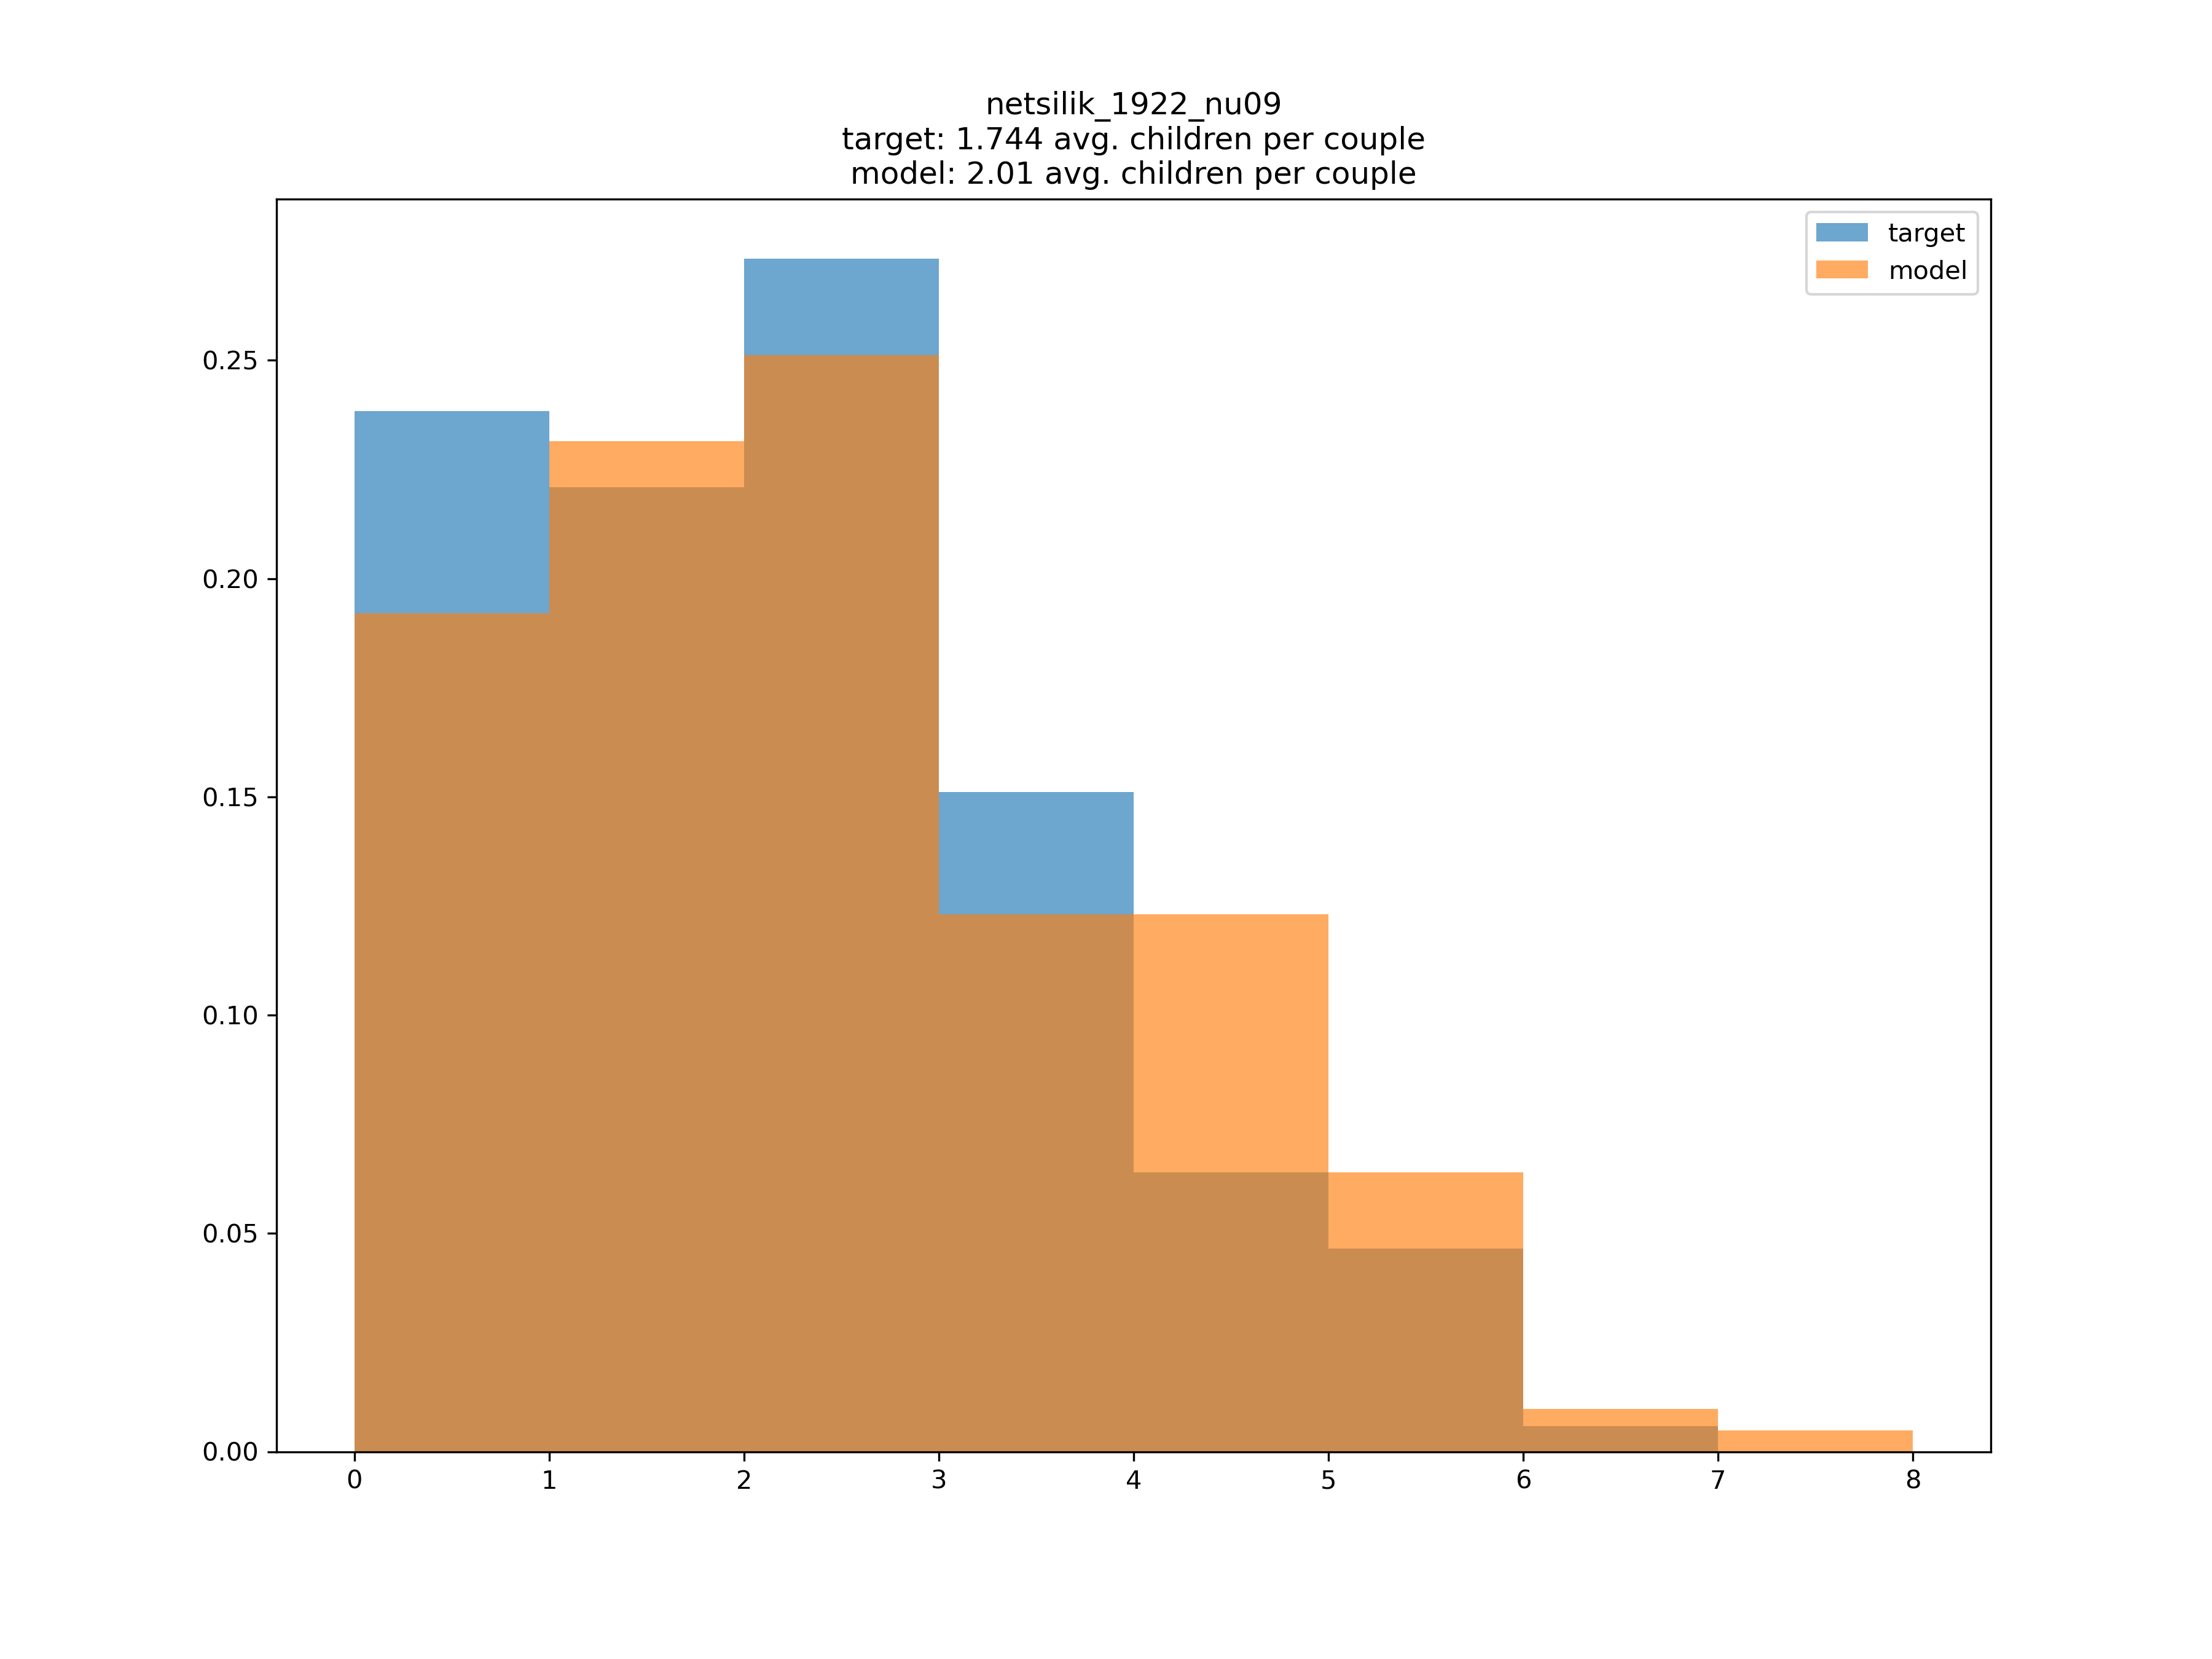 netsilik_1922_nu09
target: 1.744 avg. children per couple
model: 2.01 avg. children per couple
target
model
0.25
0.20
0.15
0.10
0.05
0.00
0 1 2 3 4 5 6 7 8